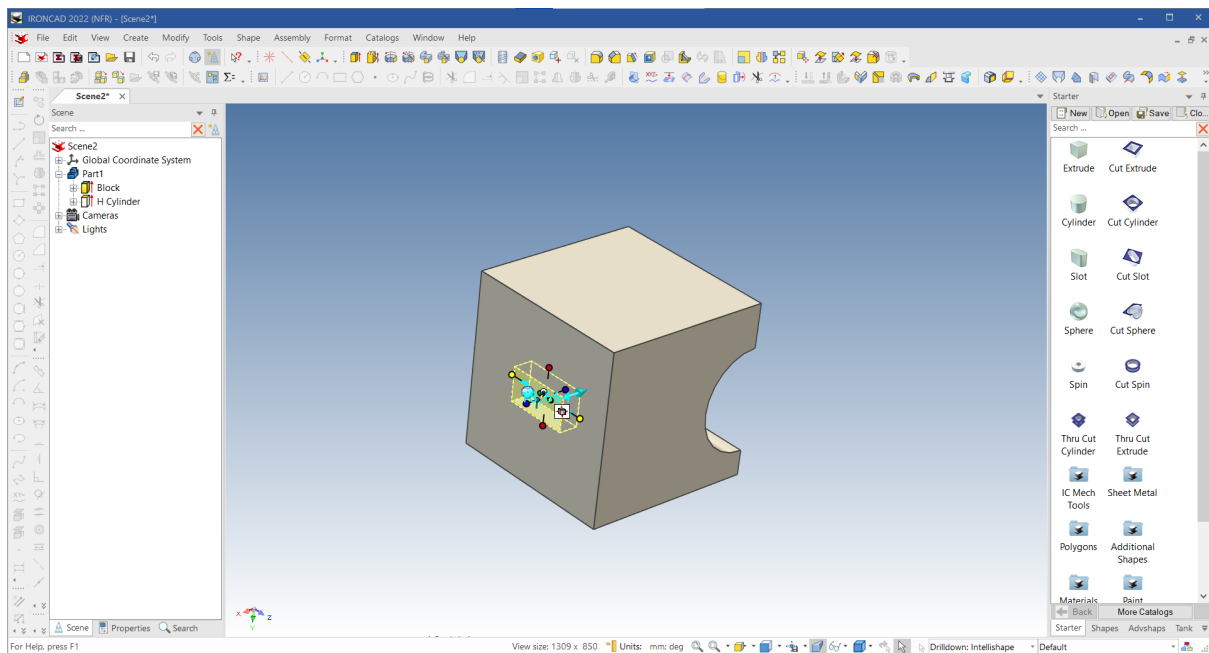 IRONCAD 2022 (NFR) - [Scene2*]
File Edit View Create Modify Tools Shape Assembly Format Catalogs Window Help
Scene2*
Scene
Search ...
Scene2
Global Coordinate System
Part1
Block
H Cylinder
Cameras
Lights
Starter
New Open Save Clo...
Search ...
Extrude Cut Extrude
Cylinder Cut Cylinder
Slot Cut Slot
Sphere Cut Sphere
Spin Cut Spin
Thru Cut Cylinder
Thru Cut Extrude
IC Mech Tools
Sheet Metal
Polygons
Additional Shapes
Materials Paint
Back More Catalogs
Starter Shapes Advshaps Tank
X Z
Y
Scene Properties Search
For Help, press F1
View size: 1309 x 850 Units: mm: deg
Drilldown: Intellishape
Default